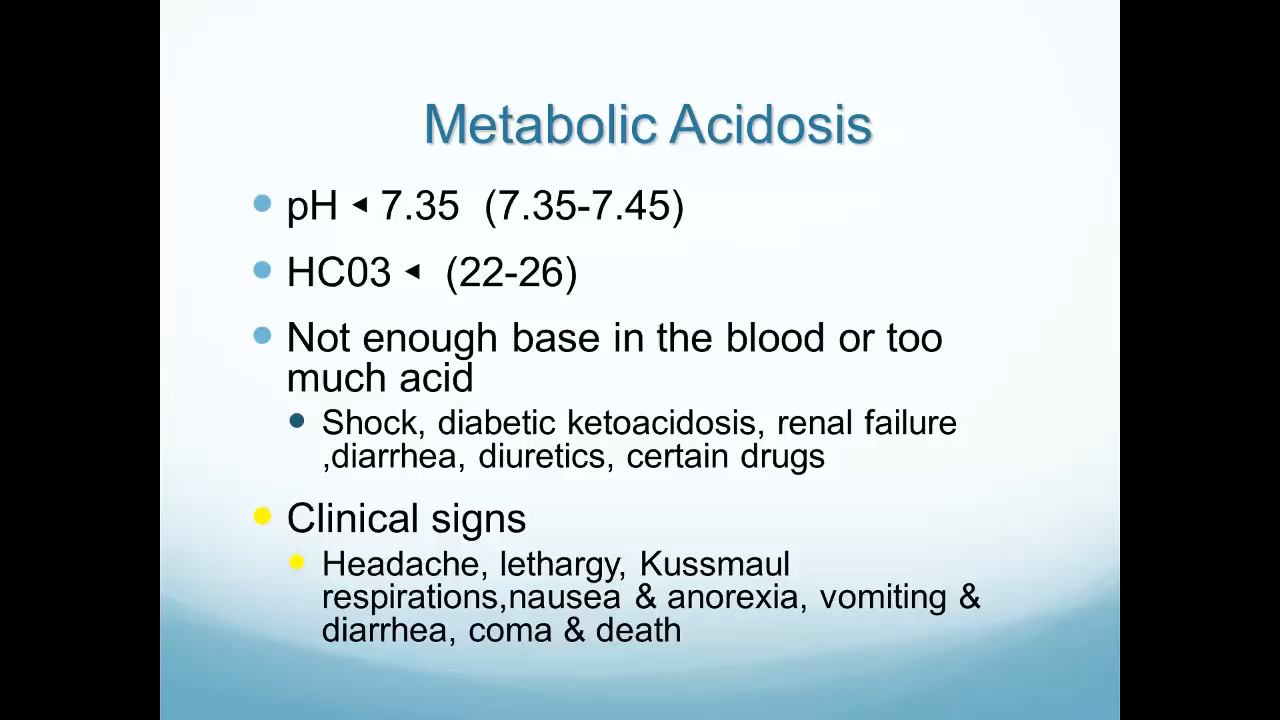 Metabolic Acidosis
pH ◂ 7.35  (7.35-7.45)
HC03 ◂  (22-26)
Not enough base in the blood or too
much acid
Shock, diabetic ketoacidosis, renal failure
,diarrhea, diuretics, certain drugs
Clinical signs
Headache, lethargy, Kussmaul
respirations,nausea & anorexia, vomiting &
diarrhea, coma & death